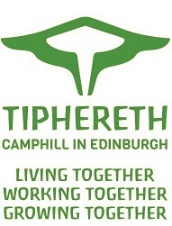 TIPHERETH
CAMPHILL IN EDINBURGH
LIVING TOGETHER
WORKING TOGETHER
GROWING TOGETHER